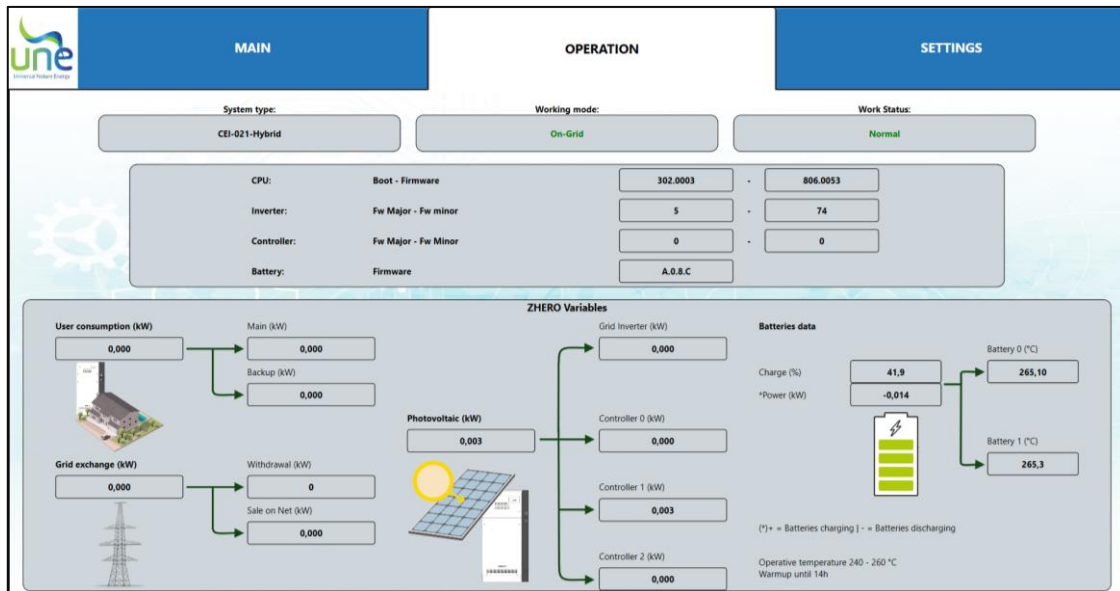 une
Universal Nature Energy
MAIN
OPERATION
SETTINGS
System type:
Working mode:
Work Status:
CEI-021-Hybrid
On-Grid
Normal
CPU:
Boot - Firmware
302.0003
-
806.0053
Inverter:
Fw Major - Fw minor
5
-
74
Controller:
Fw Major - Fw Minor
0
-
0
Battery:
Firmware
A.0.8.C
ZHERO Variables
User consumption (kW)
0,000
Main (kW)
0,000
Backup (kW)
0,000
Grid exchange (kW)
0,000
Withdrawal (kW)
0
Sale on Net (kW)
0,000
Photovoltaic (kW)
0,003
Grid Inverter (kW)
0,000
Controller 0 (kW)
0,000
Controller 1 (kW)
0,003
Controller 2 (kW)
0,000
Batteries data
Charge (%)
41,9
*Power (kW)
-0,014
Battery 0 (°C)
265,10
Battery 1 (°C)
265,3
(*)+ = Batteries charging | - = Batteries discharging
Operative temperature 240 - 260 °C
Warmup until 14h